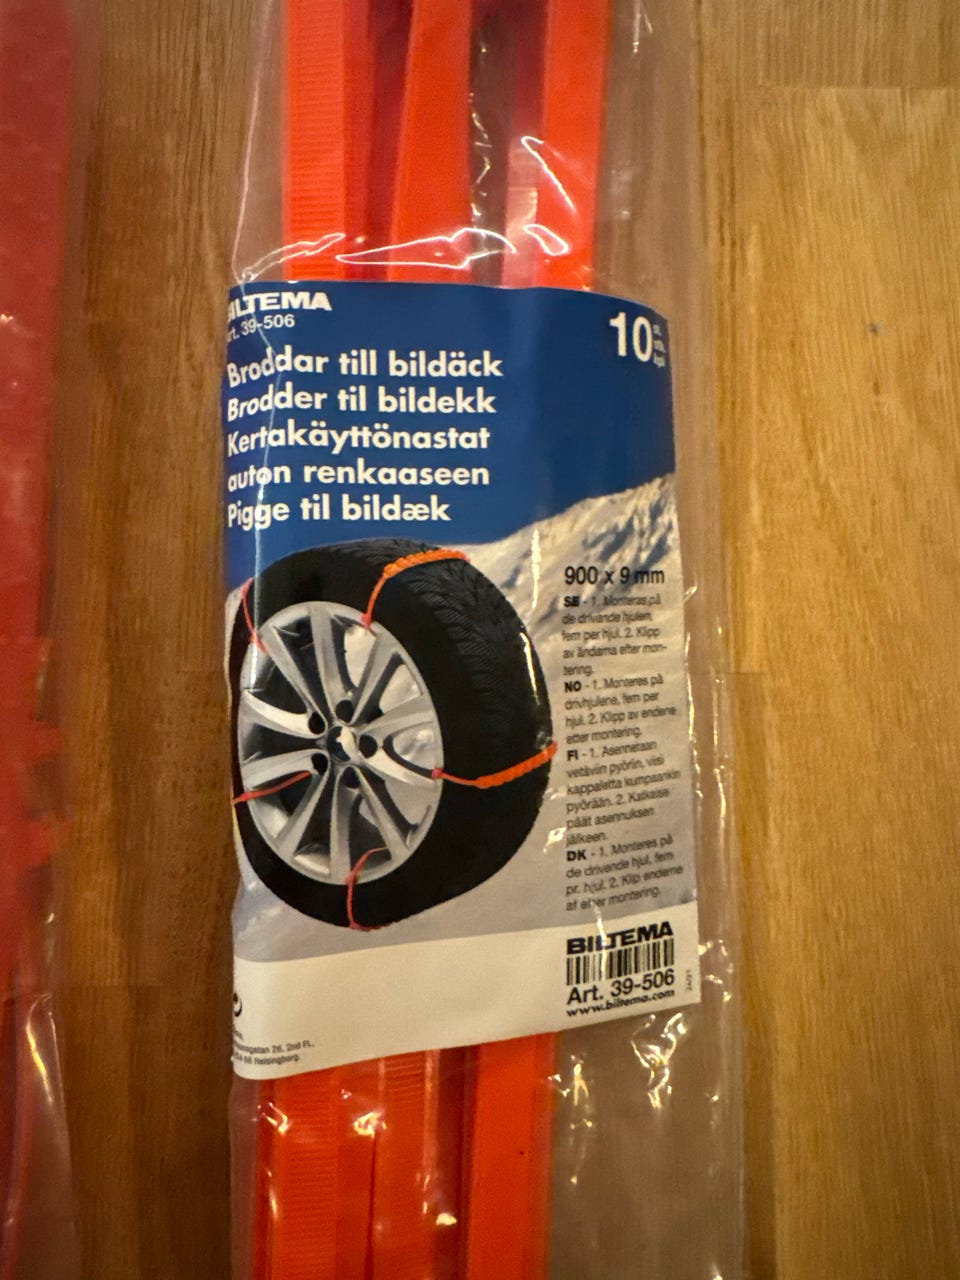 BILTEMA
Art. 39-506
10
Broddar till bildäck
Brodder til bildekk
Kertakäyttönastat
auton renkaaseen
Pigge til bildæk
900 x 9 mm
SE - 1. Monteras på
de drivande hjulen,
fem per hjul. 2. Klipp
av ändarna efter mon-
tering.
NO - 1. Monteres på
drivhjulene, fem per
hjul. 2. Klipp av endene
etter montering.
FI - 1. Asennetaan
vetäviin pyöriin, viisi
kappaletta kumpaankin
pyörään. 2. Katkaise
päät asennuksen
jälkeen.
DK - 1. Monteres på
de drivende hjul, fem
pr. hjul. 2. Klip enderne
af efter montering.
BILTEMA
Art. 39-506
www.biltema.com
26, 2nd Fl.,
Helsingborg.